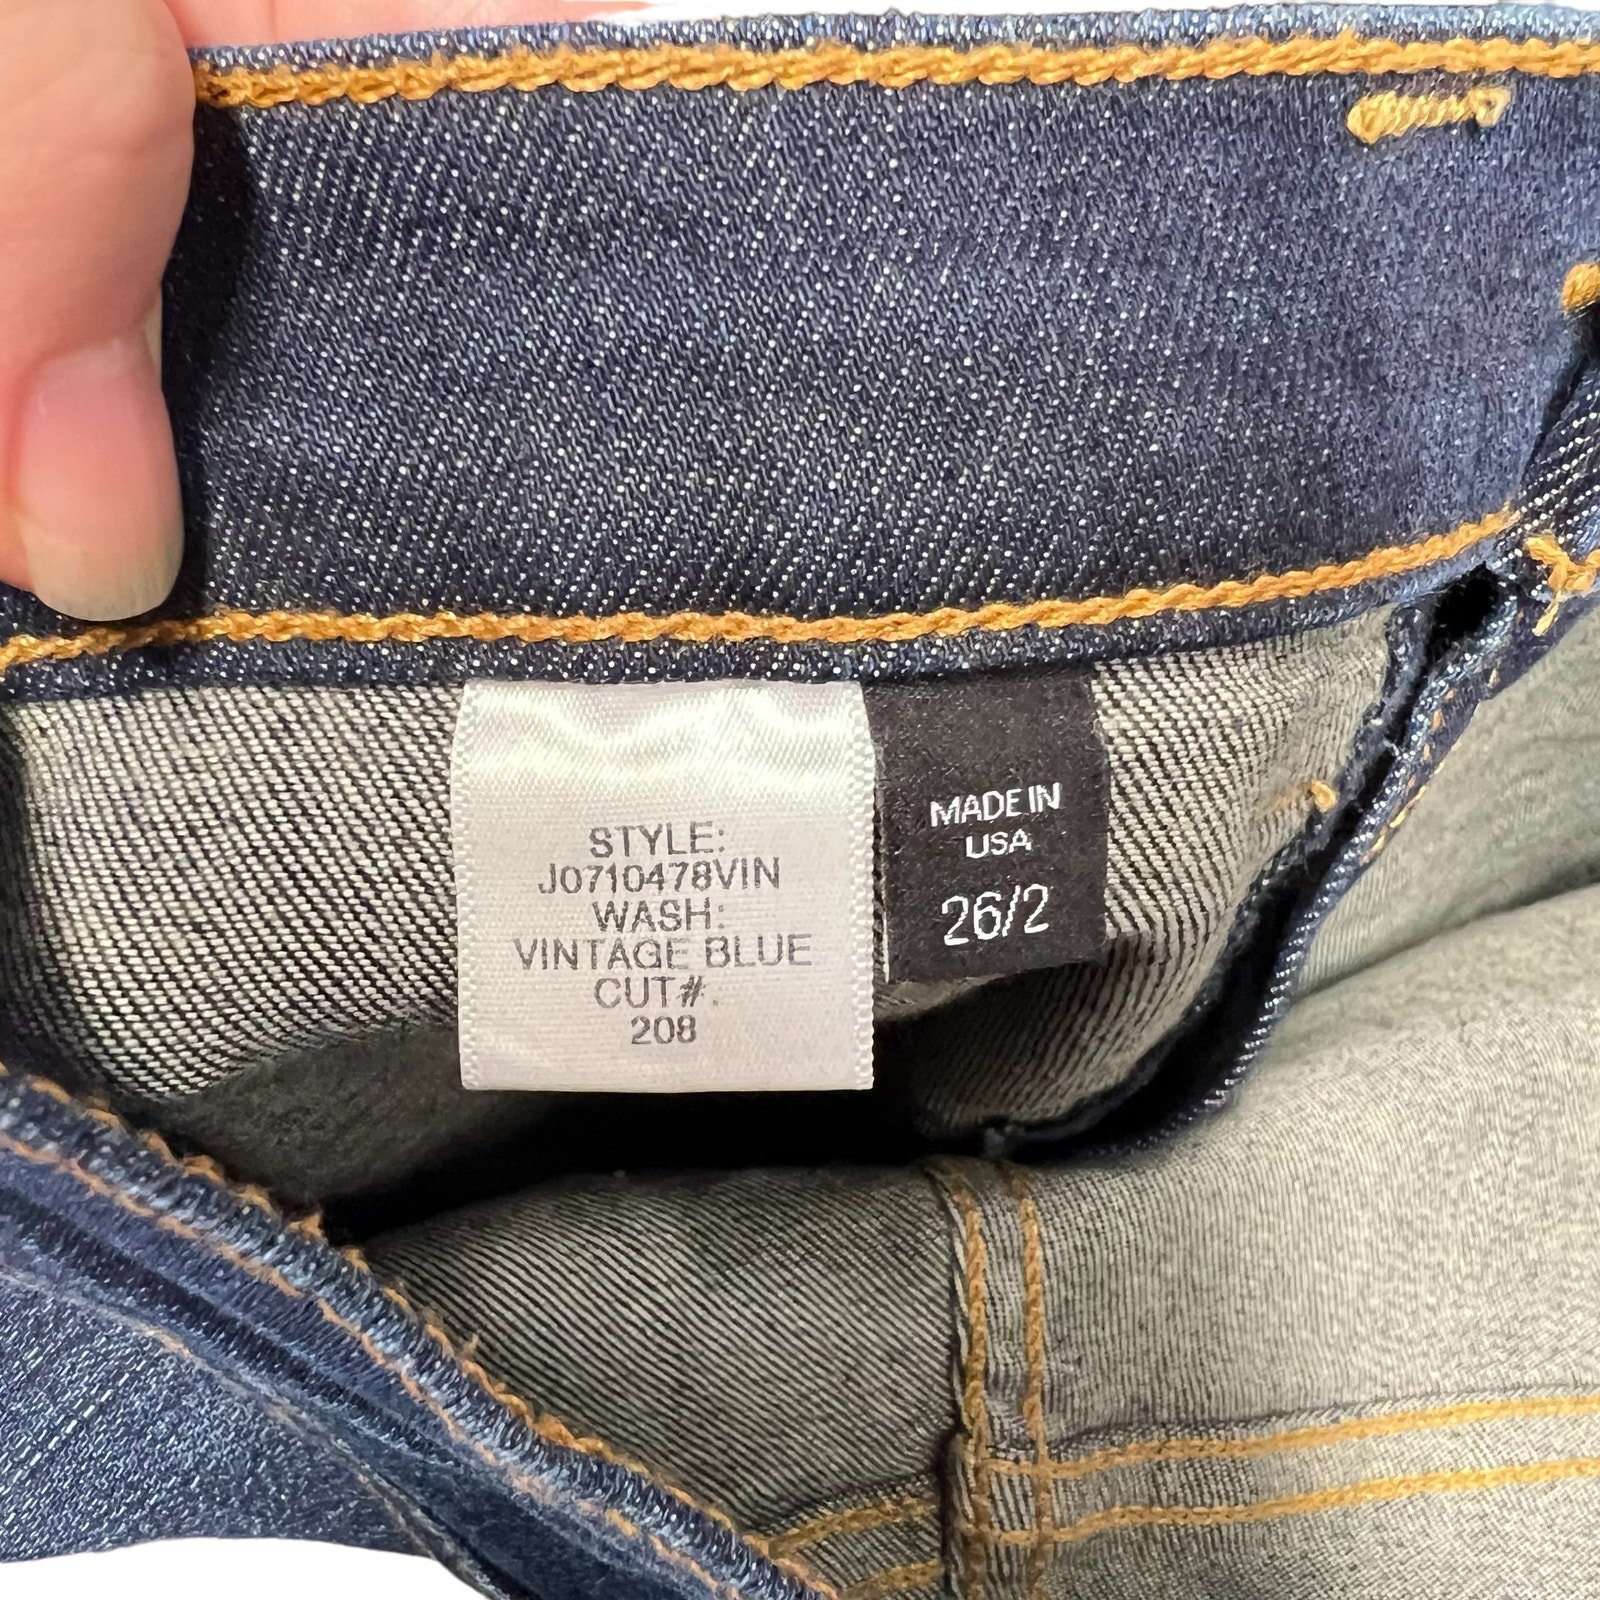 STYLE:
J0710478VIN
WASH:
VINTAGE BLUE
CUT#.
208
MADE IN
USA
26/2